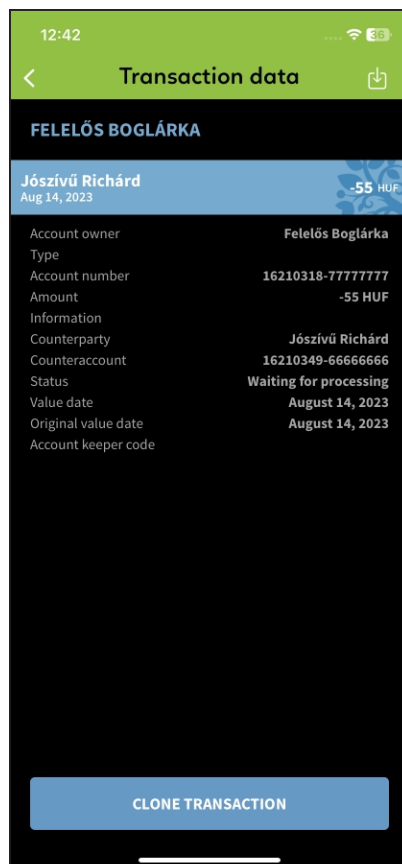 12:42
36
Transaction data
FELELŐS BOGLÁRKA
Jószívű Richárd
Aug 14, 2023
-55 HUF
Account owner Felelős Boglárka
Type
Account number 16210318-77777777
Amount -55 HUF
Information
Counterparty Jószívű Richárd
Counteraccount 16210349-66666666
Status Waiting for processing
Value date August 14, 2023
Original value date August 14, 2023
Account keeper code
CLONE TRANSACTION